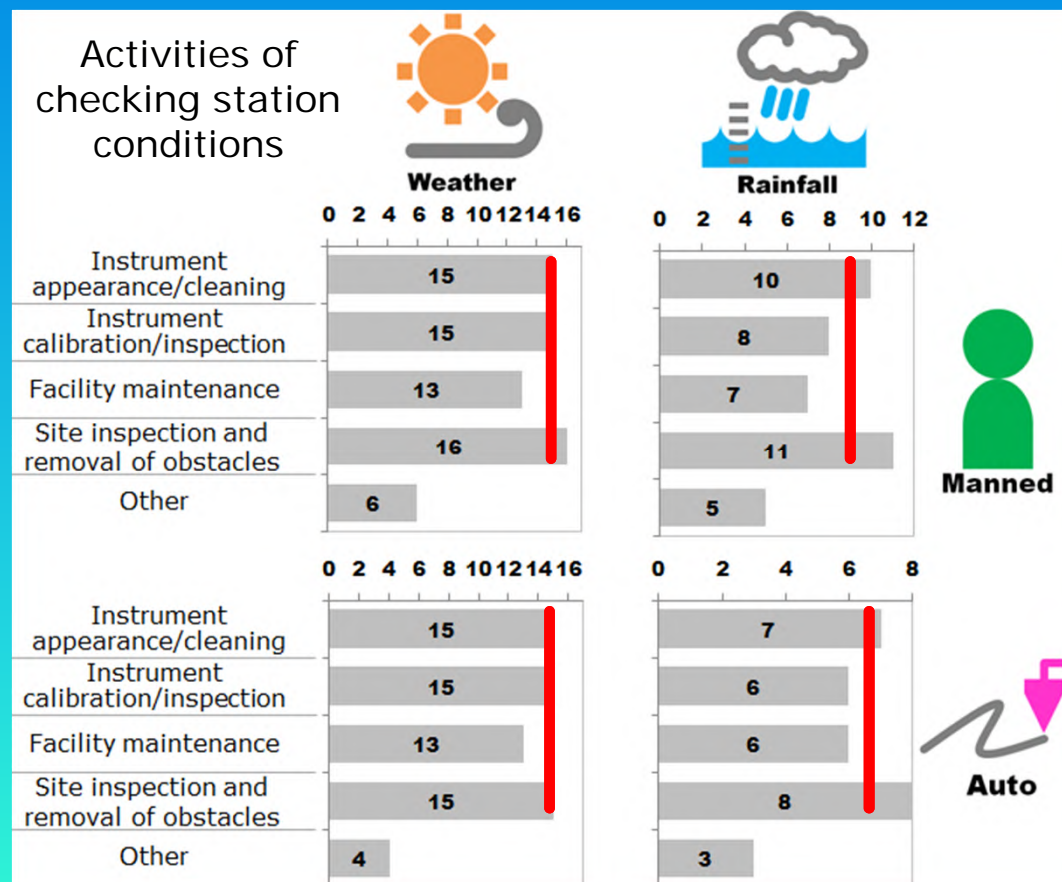 Activities of
checking station
conditions
Weather
Rainfall
0 2 4 6 8 10 12 14 16
0 2 4 6 8 10 12
Instrument
appearance/cleaning
15
10
Instrument
calibration/inspection
15
8
Facility maintenance
13
7
Site inspection and
removal of obstacles
16
11
Other
6
5
Manned
0 2 4 6 8 10 12 14 16
0 2 4 6 8
Instrument
appearance/cleaning
15
7
Instrument
calibration/inspection
15
6
Facility maintenance
13
6
Site inspection and
removal of obstacles
15
8
Other
4
3
Auto